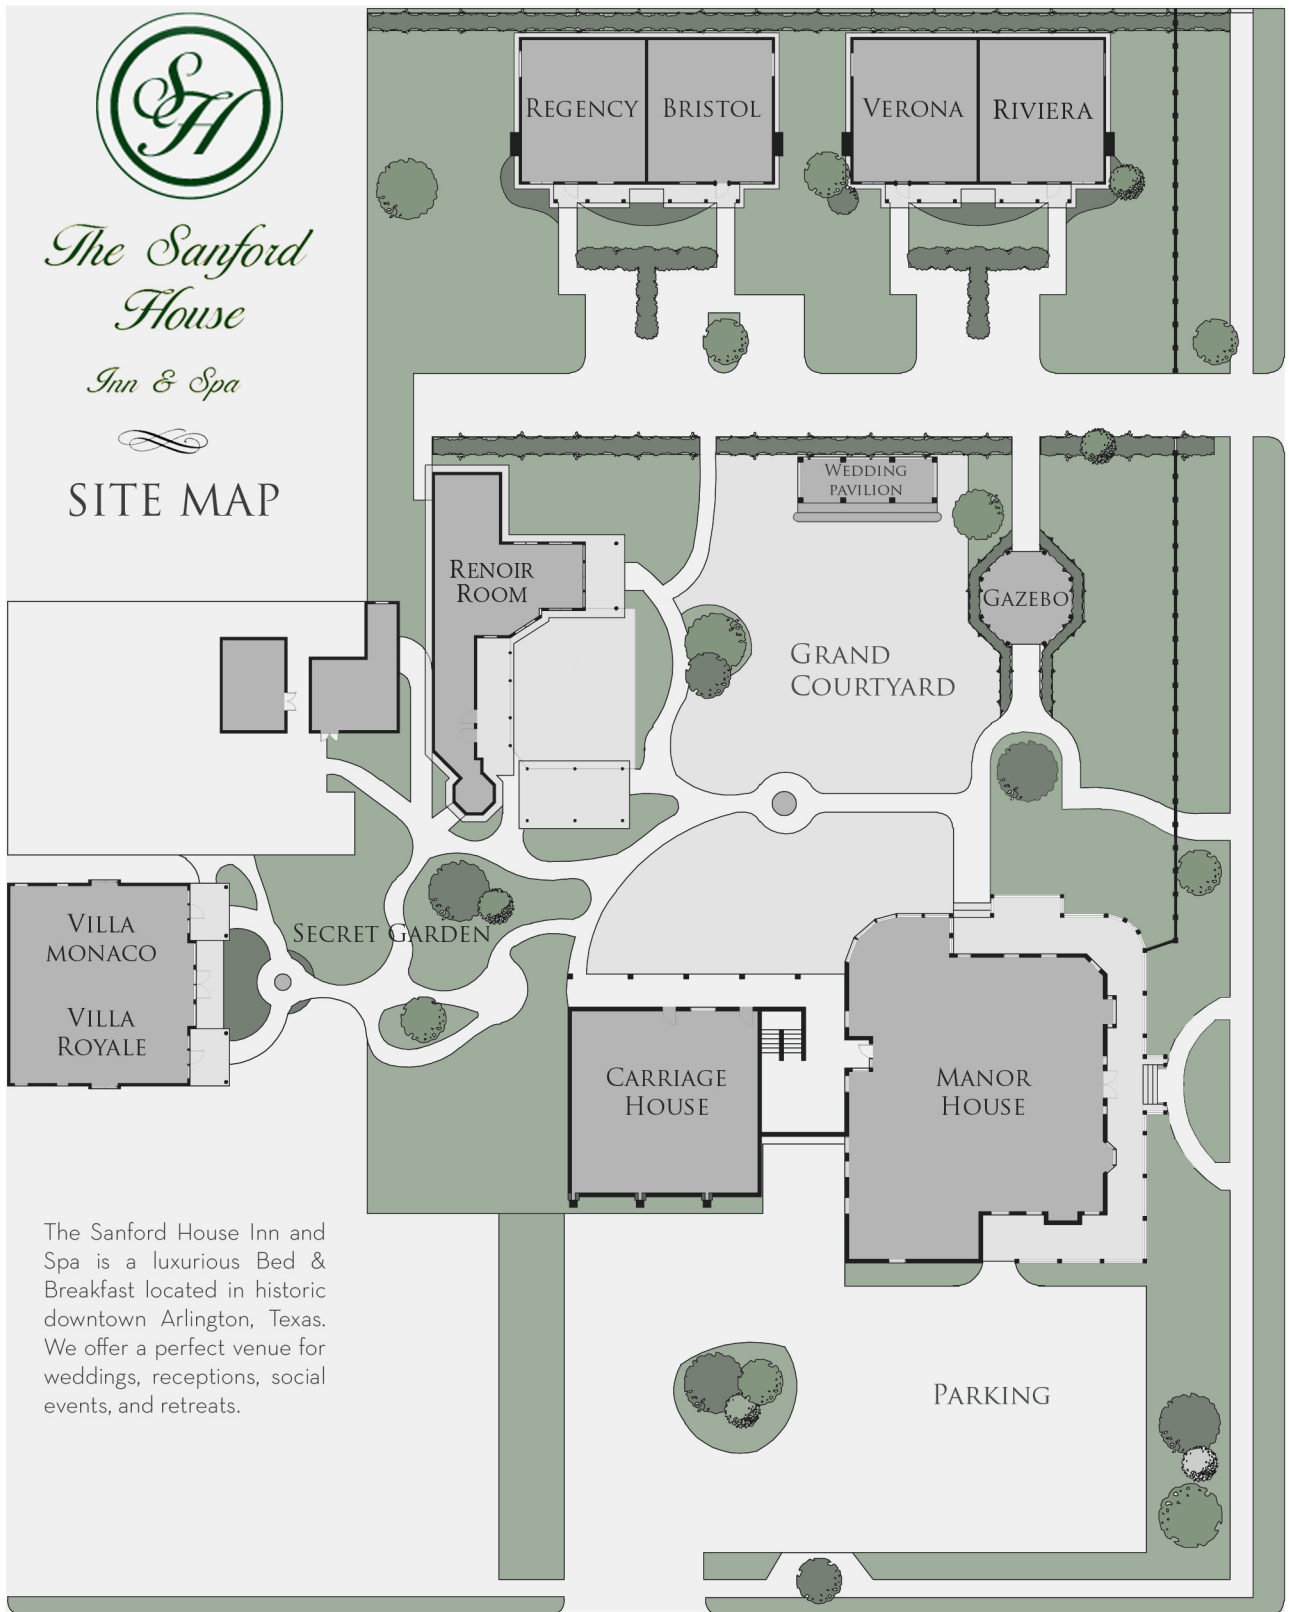 SH
The Sanford
House
Inn & Spa
SITE MAP
REGENCY
BRISTOL
VERONA
RIVIERA
WEDDING
PAVILION
RENOIR
ROOM
GAZEBO
GRAND
COURTYARD
VILLA
MONACO
SECRET GARDEN
VILLA
ROYALE
CARRIAGE
HOUSE
MANOR
HOUSE
The Sanford House Inn and
Spa is a luxurious Bed &
Breakfast located in historic
downtown Arlington, Texas.
We offer a perfect venue for
weddings, receptions, social
events, and retreats.
PARKING